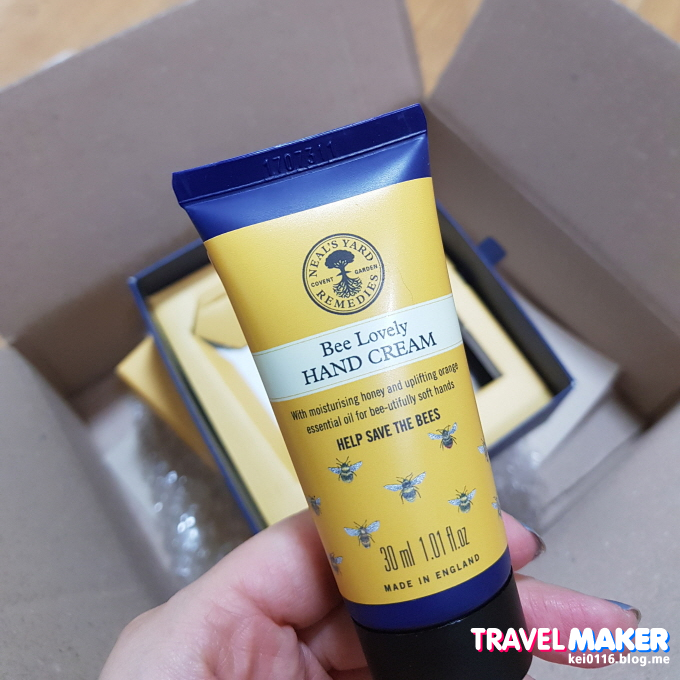 1707311
NEAL'S YARD
COVENT GARDEN
REMEDIES
Bee Lovely
HAND CREAM
With moisturising honey and uplifting orange
essential oil for bee-utifully soft hands
HELP SAVE THE BEES
30 ml 1.01 fl.oz
MADE IN ENGLAND
TRAVEL MAKER
kei0116.blog.me